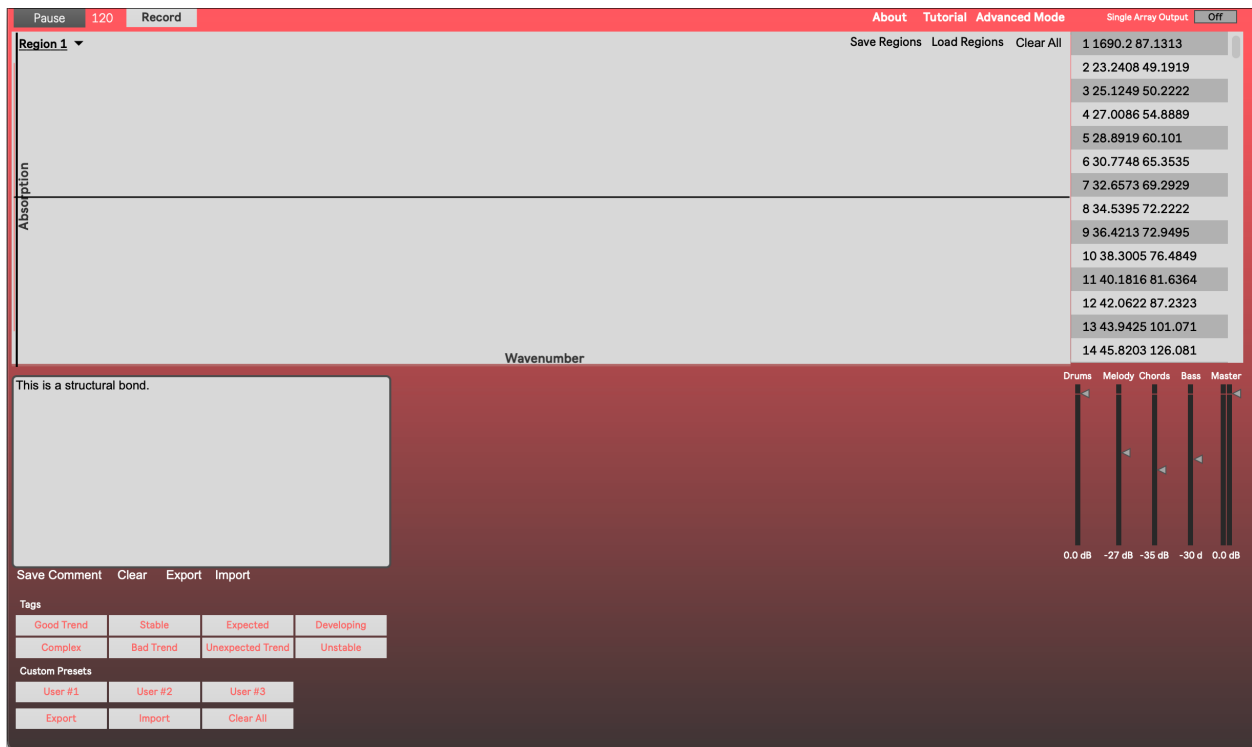 Pause 120 Record About Tutorial Advanced Mode Single Array Output Off
Region 1 Save Regions Load Regions Clear All
1 1690.2 87.1313
2 23.2408 49.1919
3 25.1249 50.2222
4 27.0086 54.8889
5 28.8919 60.101
6 30.7748 65.3535
7 32.6573 69.2929
8 34.5395 72.2222
9 36.4213 72.9495
10 38.3005 76.4849
11 40.1816 81.6364
12 42.0622 87.2323
13 43.9425 101.071
14 45.8203 126.081
Absorption
Wavenumber
This is a structural bond.
Save Comment Clear Export Import
Drums Melody Chords Bass Master
0.0 dB -27 dB -35 dB -30 d 0.0 dB
Tags
Good Trend Stable Expected Developing
Complex Bad Trend Unexpected Trend Unstable
Custom Presets
User #1 User #2 User #3
Export Import Clear All